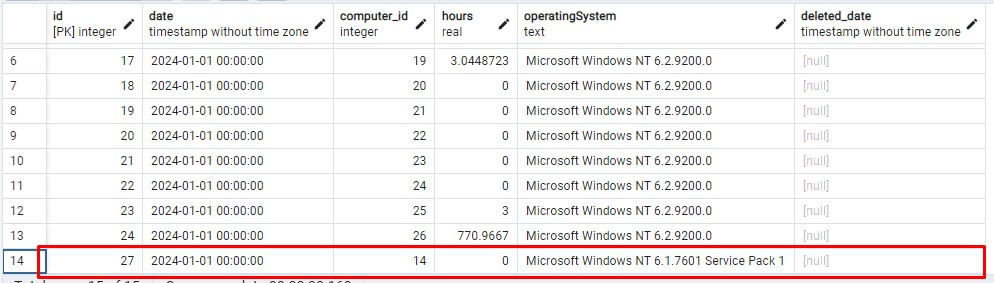 id date computer_id hours operatingSystem deleted_date
[PK] integer timestamp without time zone integer real text timestamp without time zone
6 17 2024-01-01 00:00:00 19 3.0448723 Microsoft Windows NT 6.2.9200.0 [null]
7 18 2024-01-01 00:00:00 20 0 Microsoft Windows NT 6.2.9200.0 [null]
8 19 2024-01-01 00:00:00 21 0 Microsoft Windows NT 6.2.9200.0 [null]
9 20 2024-01-01 00:00:00 22 0 Microsoft Windows NT 6.2.9200.0 [null]
10 21 2024-01-01 00:00:00 23 0 Microsoft Windows NT 6.2.9200.0 [null]
11 22 2024-01-01 00:00:00 24 0 Microsoft Windows NT 6.2.9200.0 [null]
12 23 2024-01-01 00:00:00 25 3 Microsoft Windows NT 6.2.9200.0 [null]
13 24 2024-01-01 00:00:00 26 770.9667 Microsoft Windows NT 6.2.9200.0 [null]
14 27 2024-01-01 00:00:00 14 0 Microsoft Windows NT 6.1.7601 Service Pack 1 [null]